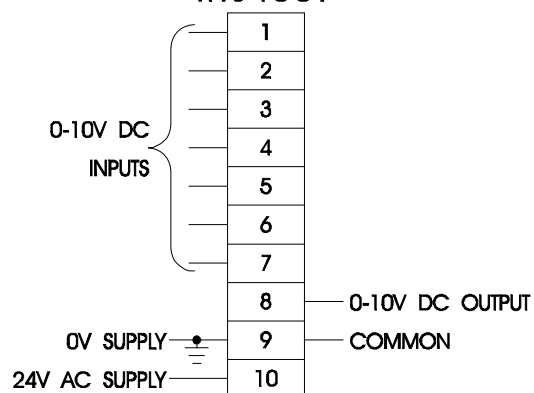 1
2
3
0-10V DC
4
INPUTS
5
6
7
8
0-10V DC OUTPUT
0V SUPPLY
9
COMMON
24V AC SUPPLY
10